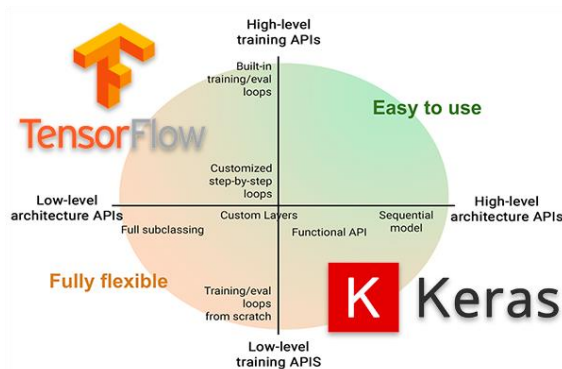 High-level
training APIs
Built-in
training/eval
loops
Easy to use
TensorFlow
Customized
step-by-step
loops
Low-level
architecture APIs
High-level
architecture APIs
Full subclassing
Custom Layers
Functional API
Sequential
model
Fully flexible
Training/eval
loops
from scratch
K Keras
Low-level
training APIS